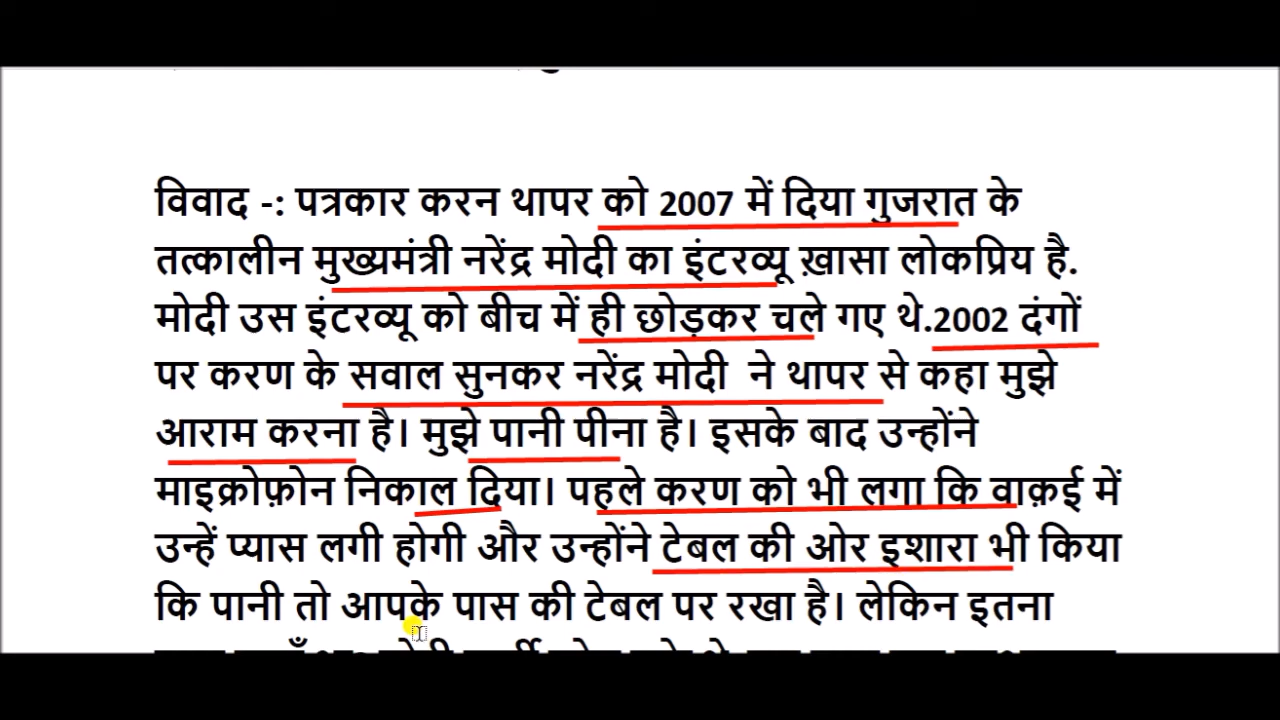 विवाद -: पत्रकार करन थापर को 2007 में दिया गुजरात के
तत्कालीन मुख्यमंत्री नरेंद्र मोदी का इंटरव्यू ख़ासा लोकप्रिय है.
मोदी उस इंटरव्यू को बीच में ही छोड़कर चले गए थे.2002 दंगों
पर करण के सवाल सुनकर नरेंद्र मोदी ने थापर से कहा मुझे
आराम करना है। मुझे पानी पीना है। इसके बाद उन्होंने
माइक्रोफ़ोन निकाल दिया। पहले करण को भी लगा कि वाक़ई में
उन्हें प्यास लगी होगी और उन्होंने टेबल की ओर इशारा भी किया
कि पानी तो आपके पास की टेबल पर रखा है। लेकिन इतना